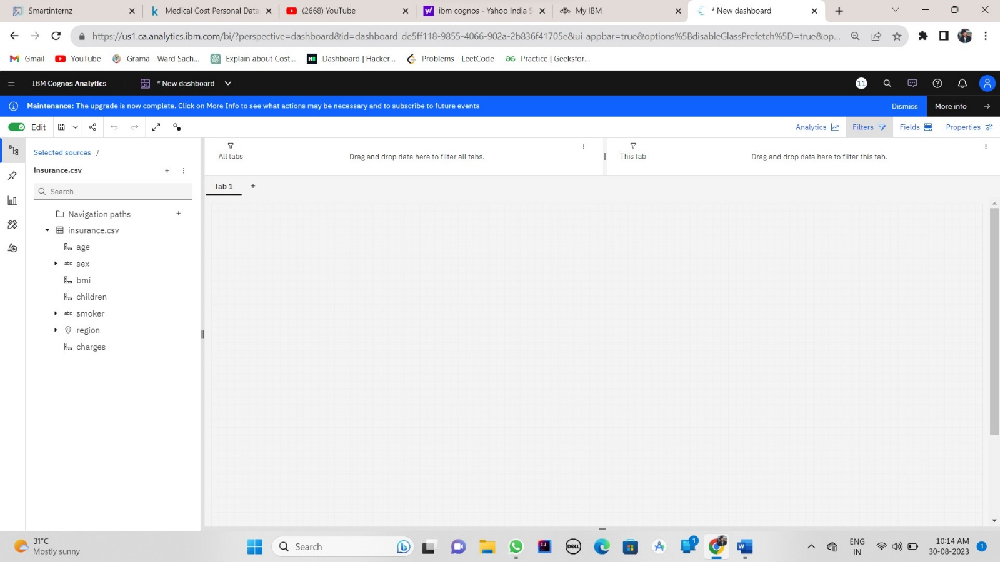 Smartinternz
Medical Cost Personal Data
(2668) YouTube
ibm cognos - Yahoo India S
My IBM
* New dashboard
https://us1.ca.analytics.ibm.com/bi/?perspective=dashboard&id=dashboard_de5ff118-9855-4066-902a-2b836f41705e&ui_appbar=true&options%5BdisableGlassPrefetch%5D=true&op...
Gmail
YouTube
Grama - Ward Sach...
Explain about Cost...
Dashboard | Hacker...
Problems - LeetCode
Practice | Geeksfor...
IBM Cognos Analytics
* New dashboard
11
Maintenance: The upgrade is now complete. Click on More Info to see what actions may be necessary and to subscribe to future events
Dismiss
More info
Edit
Analytics
Filters
Fields
Properties
Selected sources /
insurance.csv
Search
Navigation paths
insurance.csv
age
abc sex
bmi
children
abc smoker
region
charges
All tabs
Drag and drop data here to filter all tabs.
This tab
Drag and drop data here to filter this tab.
Tab 1
31°C
Mostly sunny
Search
DELL
1
ENG
IN
10:14 AM
30-08-2023
1